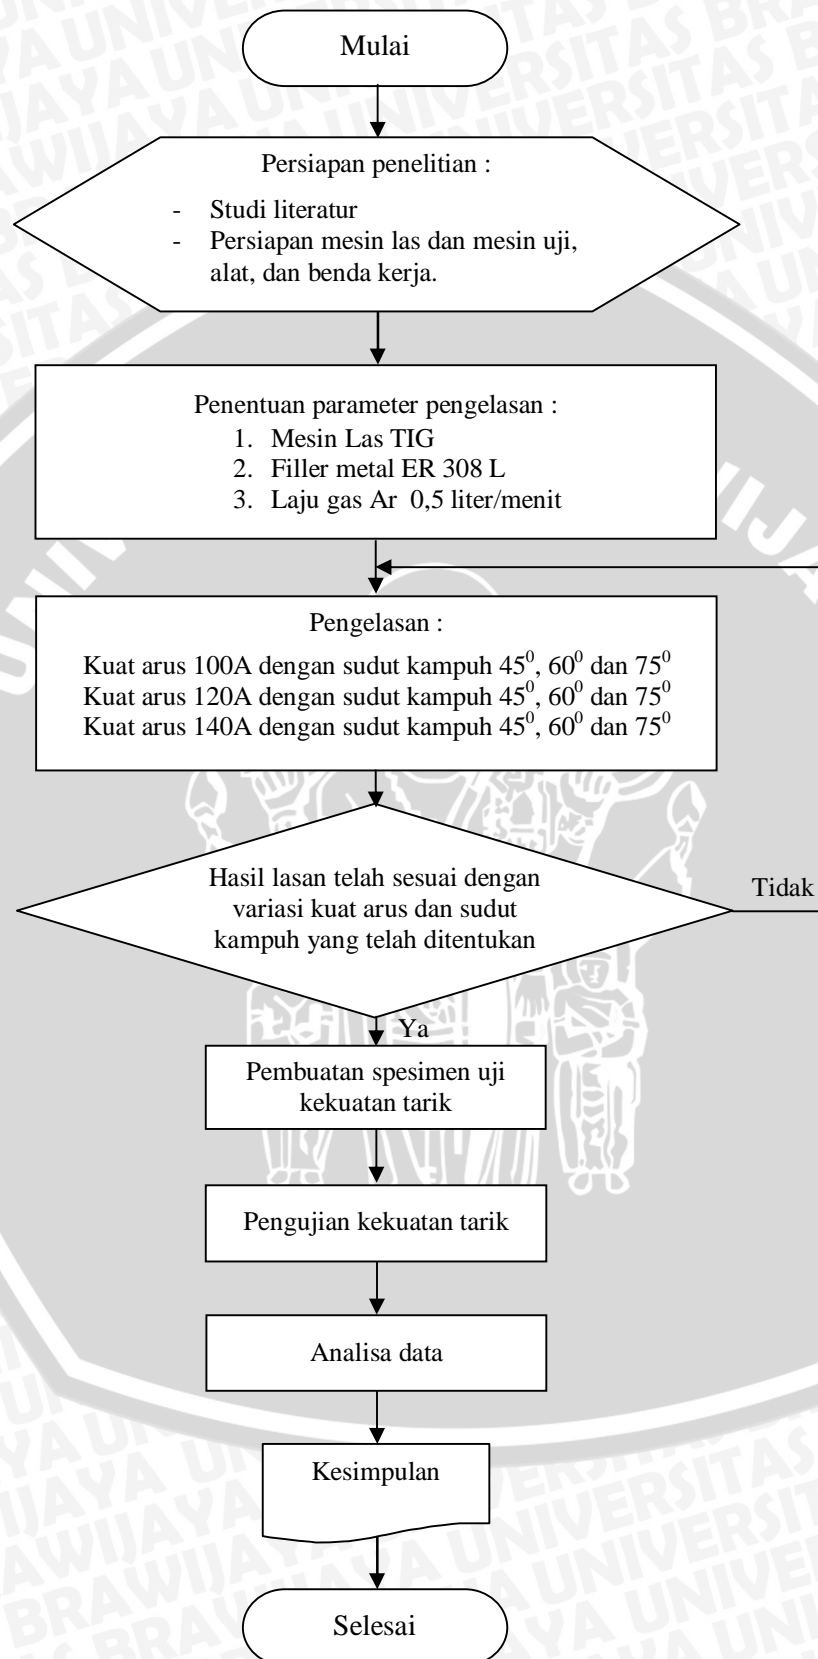 Mulai
Persiapan penelitian :
- Studi literatur
- Persiapan mesin las dan mesin uji,
alat, dan benda kerja.
Penentuan parameter pengelasan :
1. Mesin Las TIG
2. Filler metal ER 308 L
3. Laju gas Ar 0,5 liter/menit
Pengelasan :
Kuat arus 100A dengan sudut kampuh 45⁰, 60⁰ dan 75⁰
Kuat arus 120A dengan sudut kampuh 45⁰, 60⁰ dan 75⁰
Kuat arus 140A dengan sudut kampuh 45⁰, 60⁰ dan 75⁰
Hasil lasan telah sesuai dengan
variasi kuat arus dan sudut
kampuh yang telah ditentukan
Tidak
Ya
Pembuatan spesimen uji
kekuatan tarik
Pengujian kekuatan tarik
Analisa data
Kesimpulan
Selesai